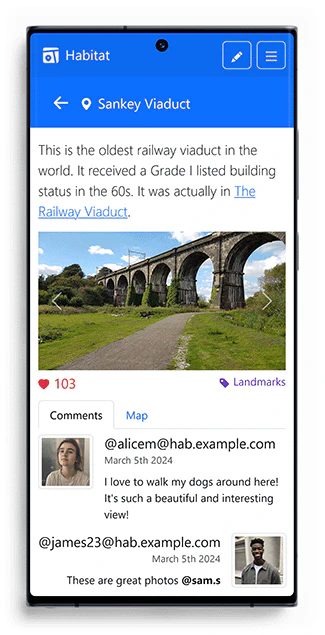 Habitat
Sankey Viaduct
This is the oldest railway viaduct in the
world. It received a Grade I listed building
status in the 60s. It was actually in The
Railway Viaduct.
103
Landmarks
Comments
Map
@alicem@hab.example.com
March 5th 2024
I love to walk my dogs around here!
It's such a beautiful and interesting
view!
@james23@hab.example.com
March 5th 2024
These are great photos @sam.s